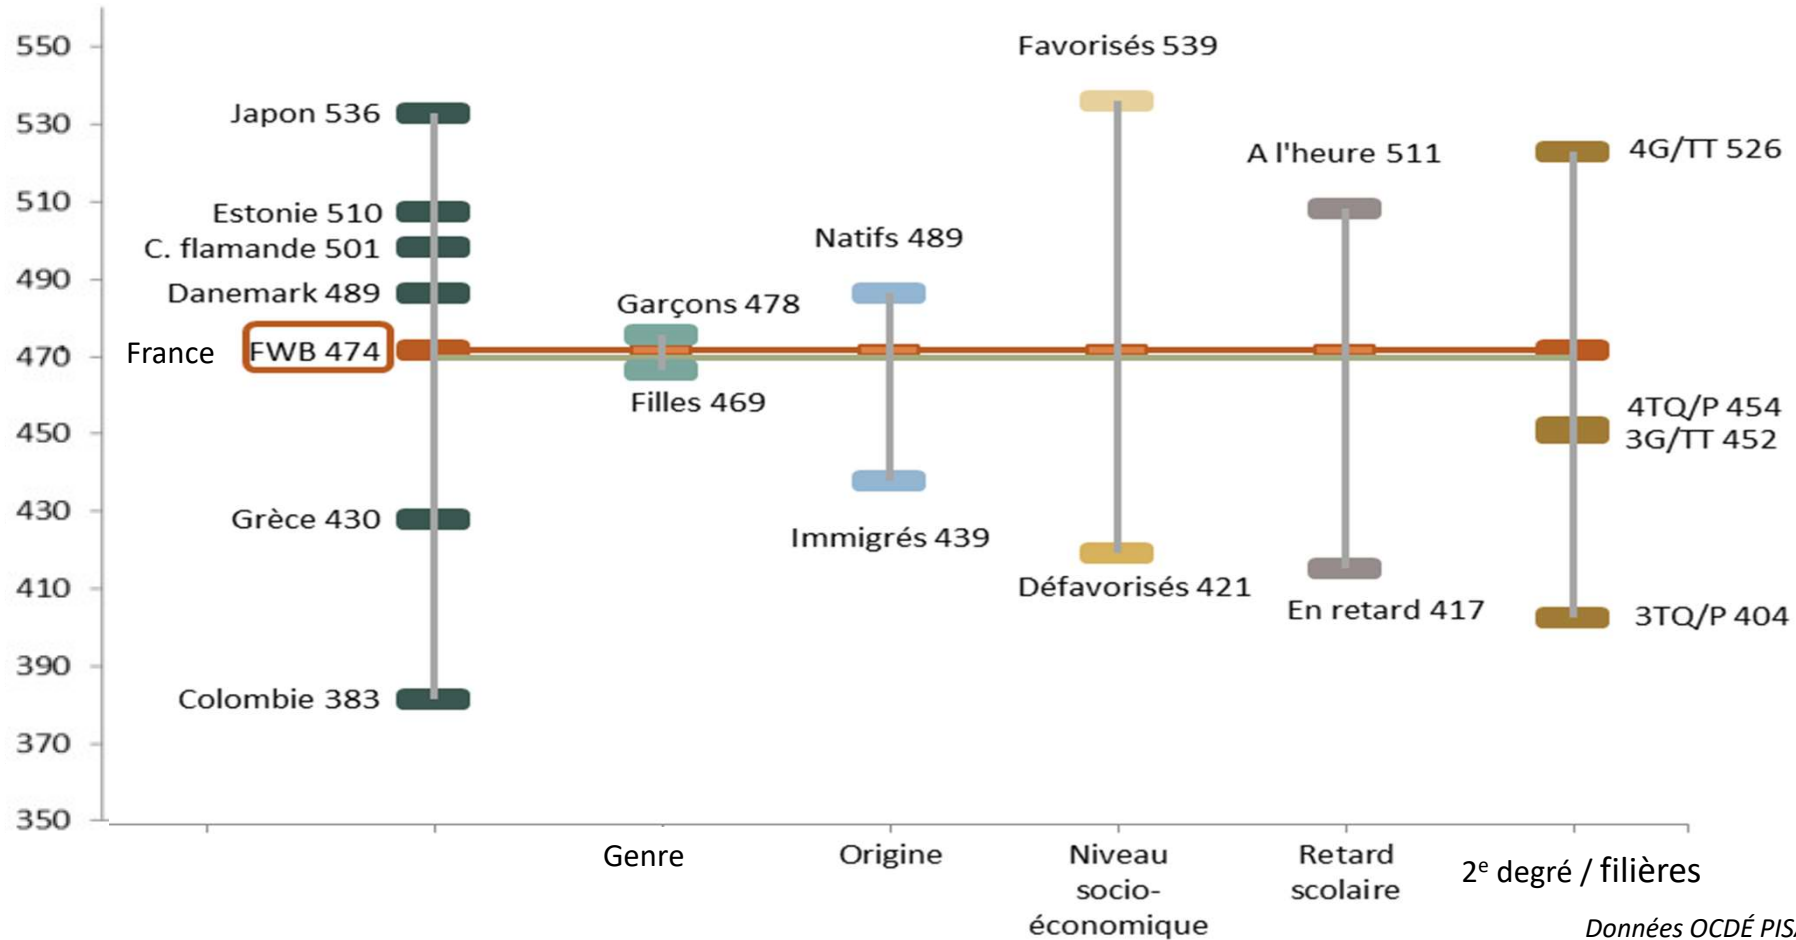 550
530
510
490
470
450
430
410
390
370
350
Japon 536
Estonie 510
C. flamande 501
Danemark 489
France
FWB 474
Grèce 430
Colombie 383
Garçons 478
Filles 469
Natifs 489
Immigrés 439
Favorisés 539
Défavorisés 421
A l'heure 511
En retard 417
4G/TT 526
4TQ/P 454
3G/TT 452
3TQ/P 404
Genre
Origine
Niveau
socio-
économique
Retard
scolaire
2e degré / filières
Données OCDÉ PISA